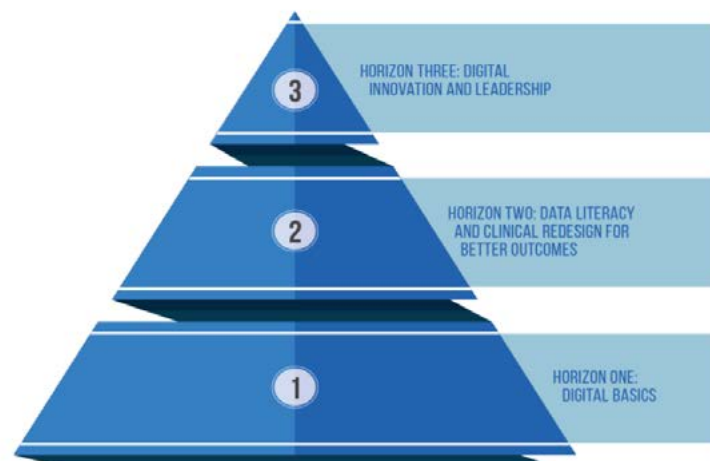 3
HORIZON THREE: DIGITAL
INNOVATION AND LEADERSHIP
2
HORIZON TWO: DATA LITERACY
AND CLINICAL REDESIGN FOR
BETTER OUTCOMES
1
HORIZON ONE:
DIGITAL BASICS